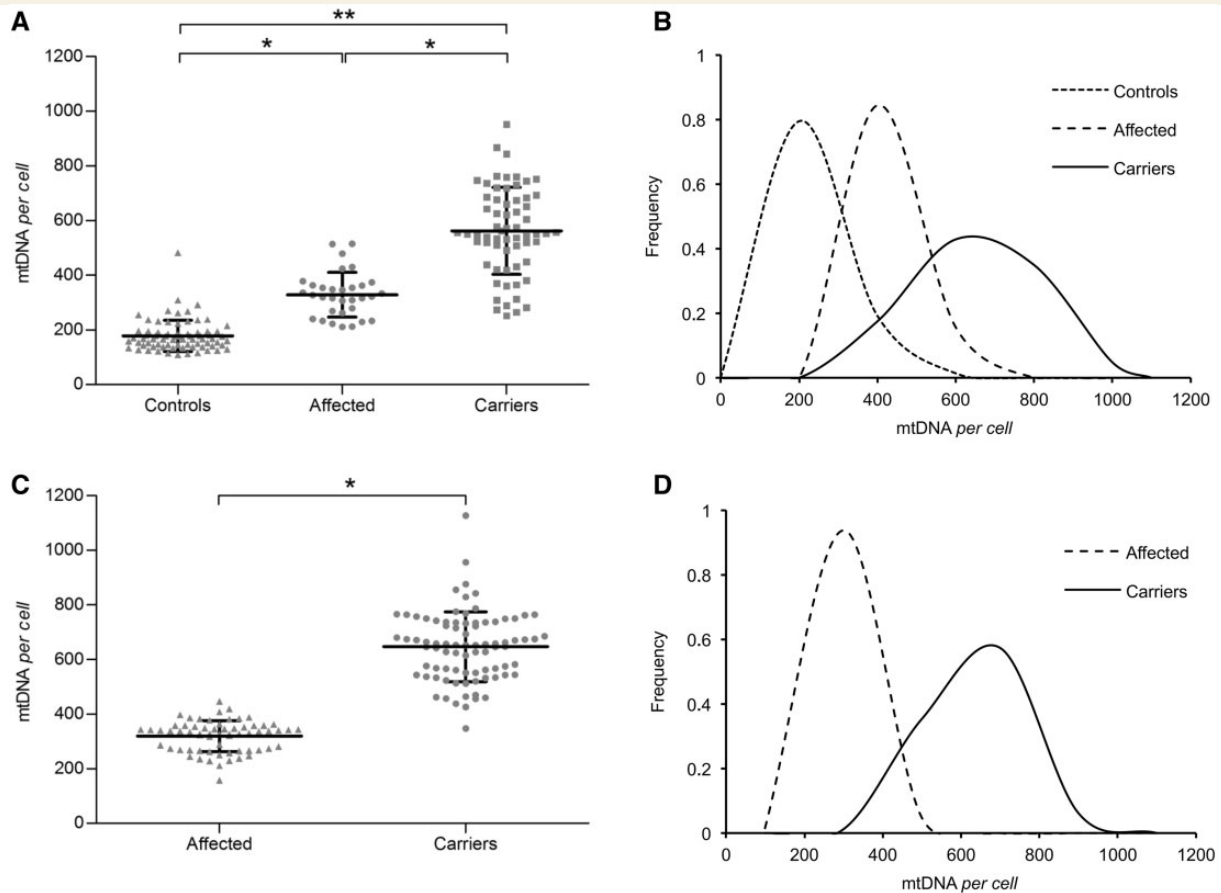 A
**
*
*
1200
1000
800
600
400
200
0
mtDNA per cell
Controls
Affected
Carriers
B
1
0.8
0.6
0.4
0.2
0
Frequency
Controls
Affected
Carriers
0 200 400 600 800 1000 1200
mtDNA per cell
C
*
1200
1000
800
600
400
200
0
mtDNA per cell
Affected
Carriers
D
1
0.8
0.6
0.4
0.2
0
Frequency
Affected
Carriers
0 200 400 600 800 1000 1200
mtDNA per cell